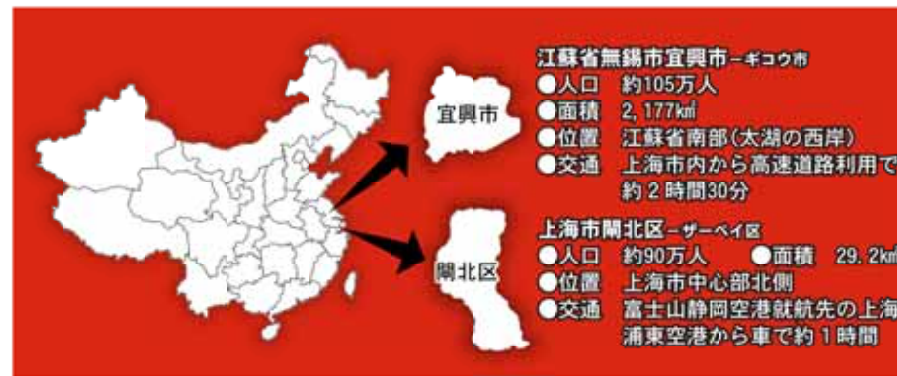 江蘇省無錫市宜興市−ギコウ市
●人口 約105万人
●面積 2,177㎢
●位置 江蘇省南部(太湖の西岸)
●交通 上海市内から高速道路利用で
約2時間30分
宜興市
上海市閘北区−ザーペイ区
●人口 約90万人 ●面積 29.2㎢
●位置 上海市中心部北側
●交通 富士山静岡空港就航先の上海
浦東空港から車で約1時間
閘北区